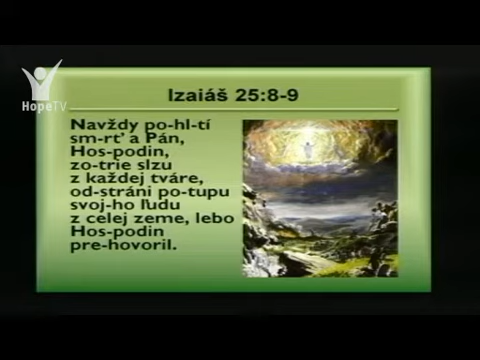 HopeTV
Izaiáš 25:8-9
Navždy po-hl-tí
sm-rť a Pán,
Hos-podin,
zo-trie slzu
z každej tváre,
od-stráni po-tupu
svoj-ho ľudu
z celej zeme, lebo
Hos-podin
pre-hovoril.